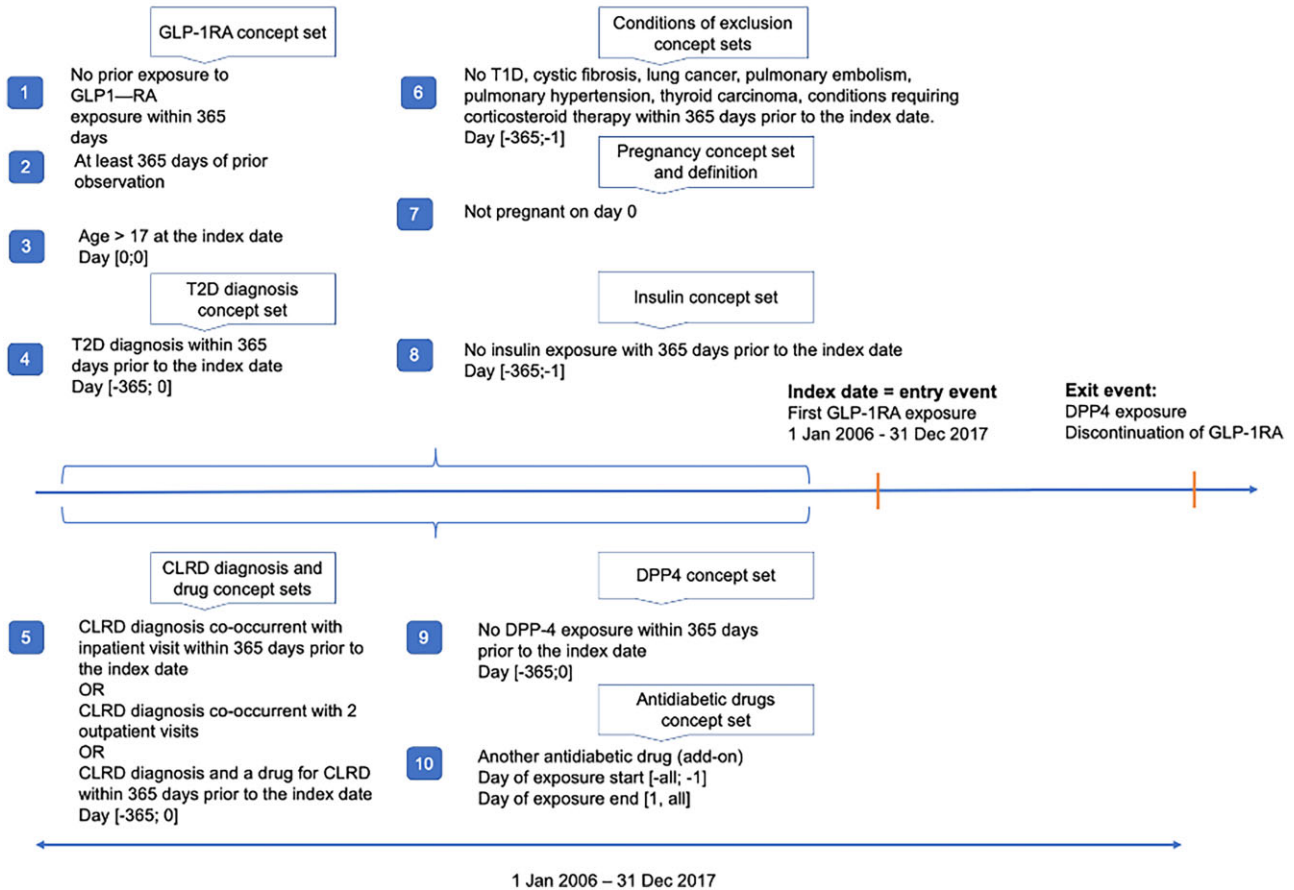 GLP-1RA concept set
1
No prior exposure to
GLP1—RA
exposure within 365
days
2
At least 365 days of prior
observation
3
Age > 17 at the index date
Day [0;0]
T2D diagnosis
concept set
4
T2D diagnosis within 365
days prior to the index date
Day [-365; 0]
Conditions of exclusion
concept sets
6
No T1D, cystic fibrosis, lung cancer, pulmonary embolism,
pulmonary hypertension, thyroid carcinoma, conditions requiring
corticosteroid therapy within 365 days prior to the index date.
Day [-365;-1]
Pregnancy concept set
and definition
7
Not pregnant on day 0
Insulin concept set
8
No insulin exposure with 365 days prior to the index date
Day [-365;-1]
Index date = entry event
First GLP-1RA exposure
1 Jan 2006 - 31 Dec 2017
Exit event:
DPP4 exposure
Discontinuation of GLP-1RA
CLRD diagnosis and
drug concept sets
5
CLRD diagnosis co-occurrent with
inpatient visit within 365 days prior to
the index date
OR
CLRD diagnosis co-occurrent with 2
outpatient visits
OR
CLRD diagnosis and a drug for CLRD
within 365 days prior to the index date
Day [-365; 0]
DPP4 concept set
9
No DPP-4 exposure within 365 days
prior to the index date
Day [-365;0]
Antidiabetic drugs
concept set
10
Another antidiabetic drug (add-on)
Day of exposure start [-all; -1]
Day of exposure end [1, all]
1 Jan 2006 – 31 Dec 2017